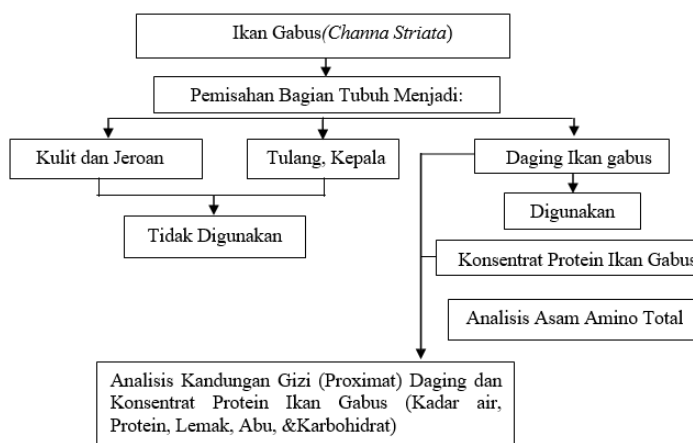 Ikan Gabus(Channa Striata)
Pemisahan Bagian Tubuh Menjadi:
Kulit dan Jeroan
Tulang, Kepala
Daging Ikan gabus
Digunakan
Tidak Digunakan
Konsentrat Protein Ikan Gabus
Analisis Asam Amino Total
Analisis Kandungan Gizi (Proximat) Daging dan
Konsentrat Protein Ikan Gabus (Kadar air,
Protein, Lemak, Abu, &Karbohidrat)